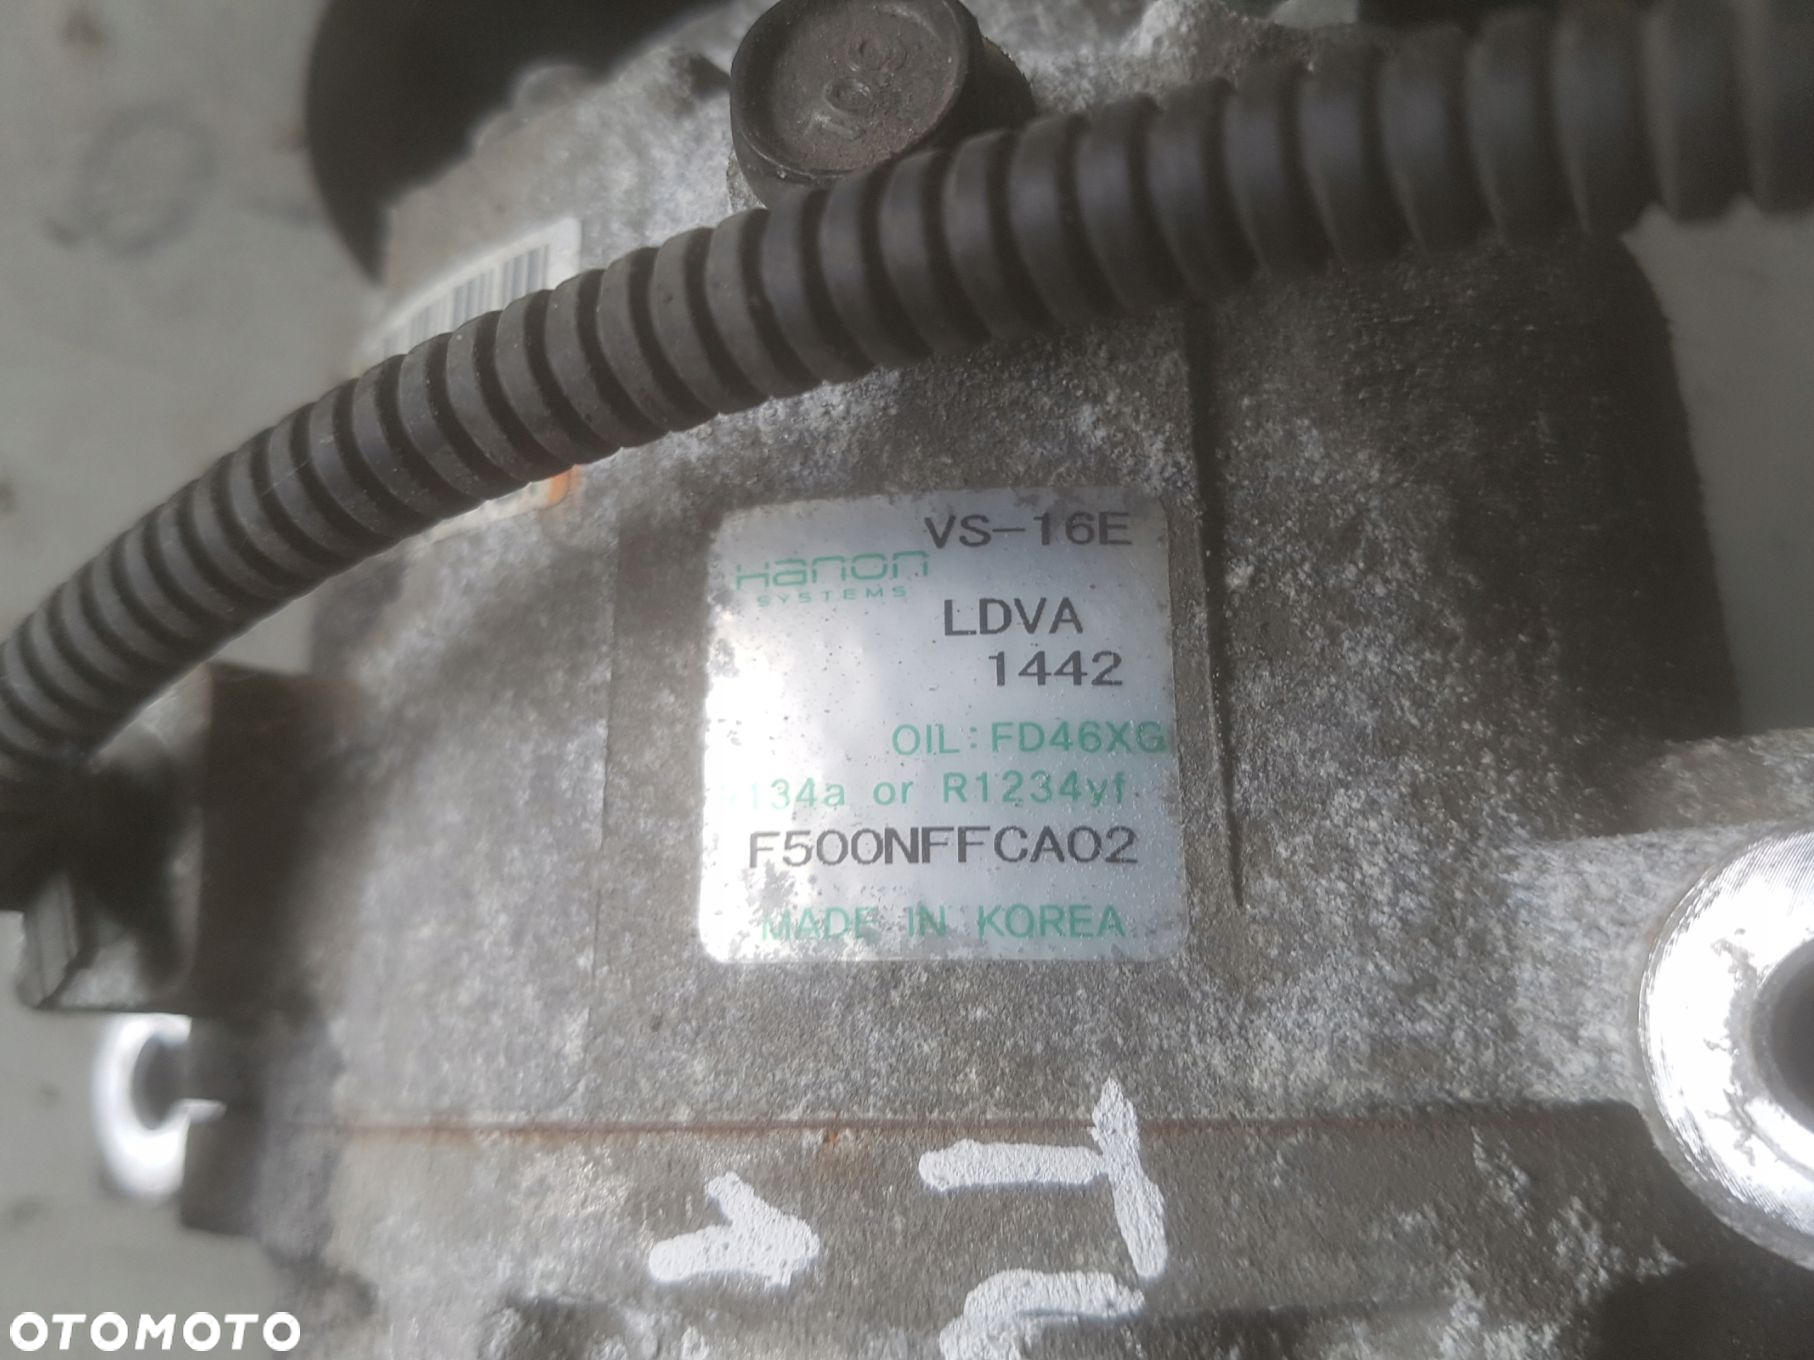 VS-16E
Hanon
SYSTEMS
LDVA
1442
OIL:FD46XG
134a or R1234yf
F500NFFCA02
MADE IN KOREA
OTOMOTO